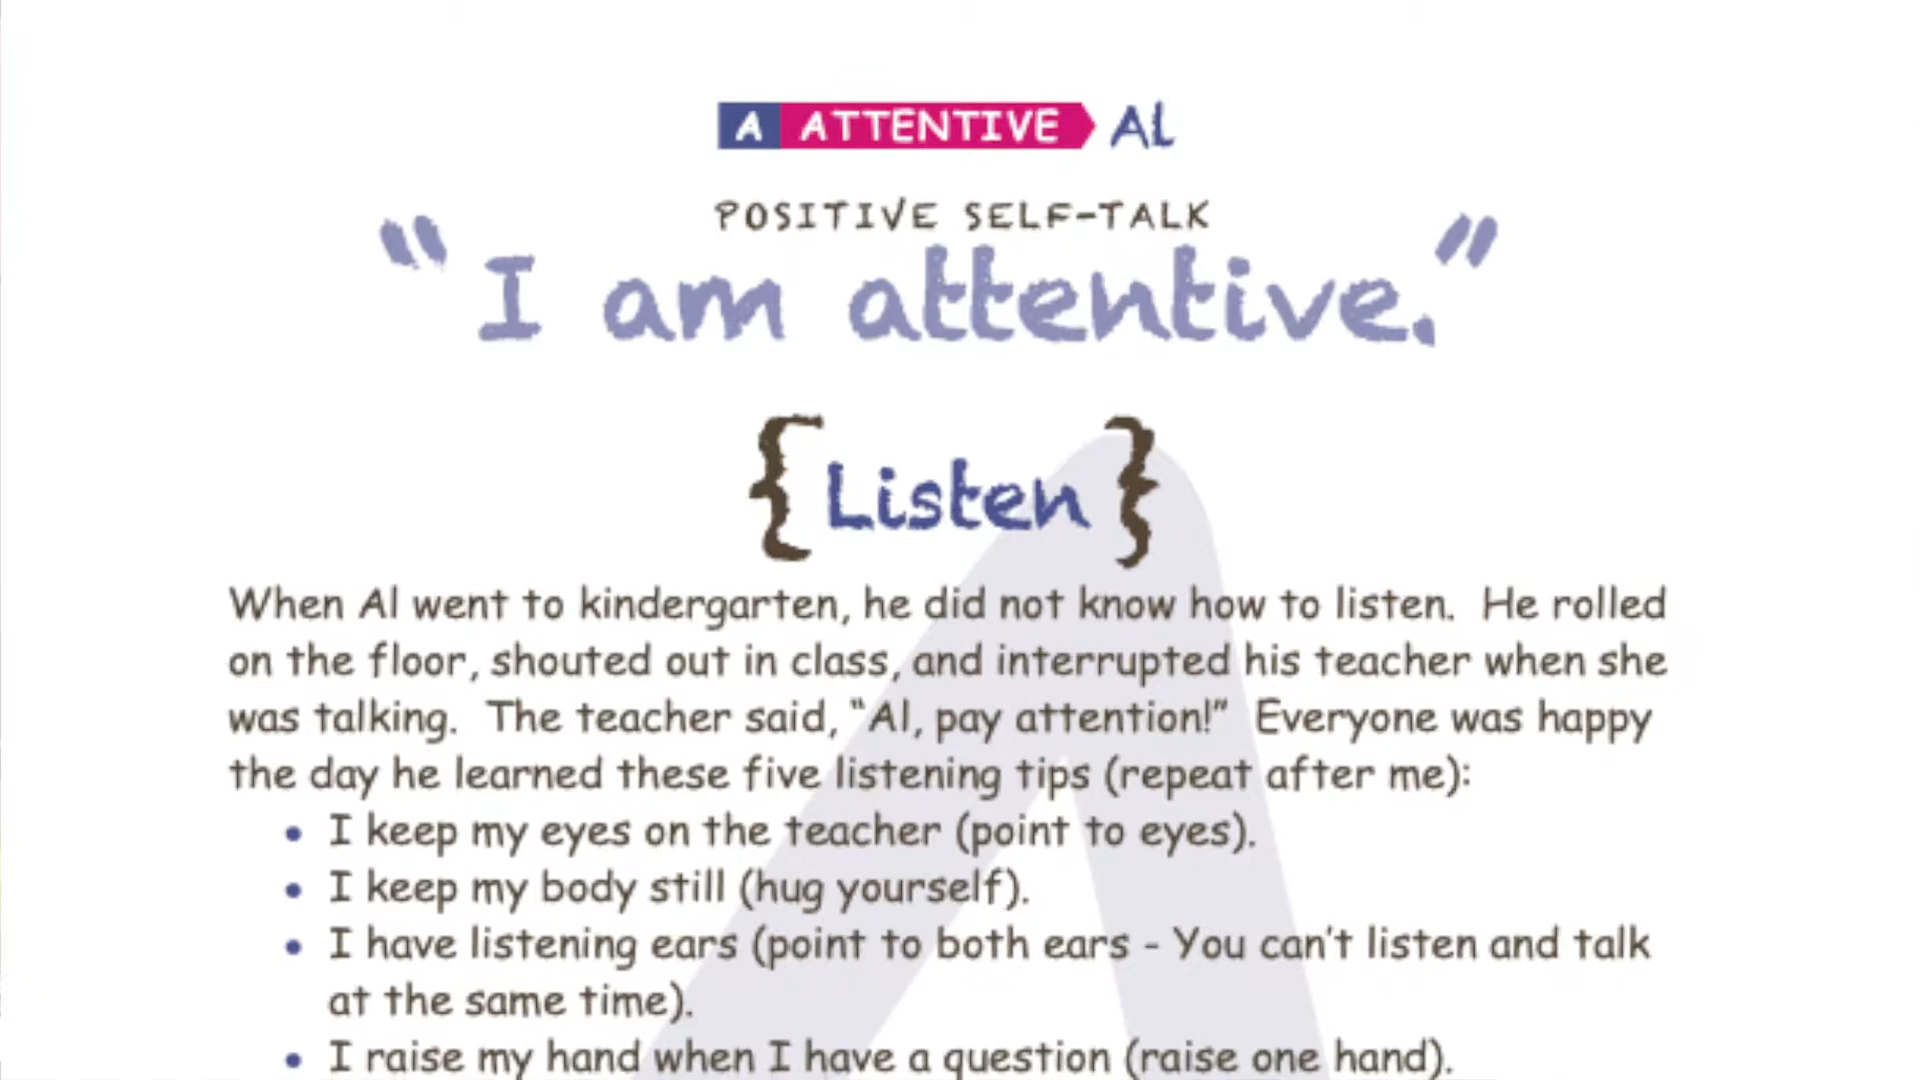 A ATTENTIVE Al
POSITIVE SELF-TALK
“I am attentive.”
{Listen}
When Al went to kindergarten, he did not know how to listen.  He rolled
on the floor, shouted out in class, and interrupted his teacher when she
was talking.  The teacher said, “Al, pay attention!”  Everyone was happy
the day he learned these five listening tips (repeat after me):
• I keep my eyes on the teacher (point to eyes).
• I keep my body still (hug yourself).
• I have listening ears (point to both ears - You can’t listen and talk
at the same time).
• I raise my hand when I have a question (raise one hand).